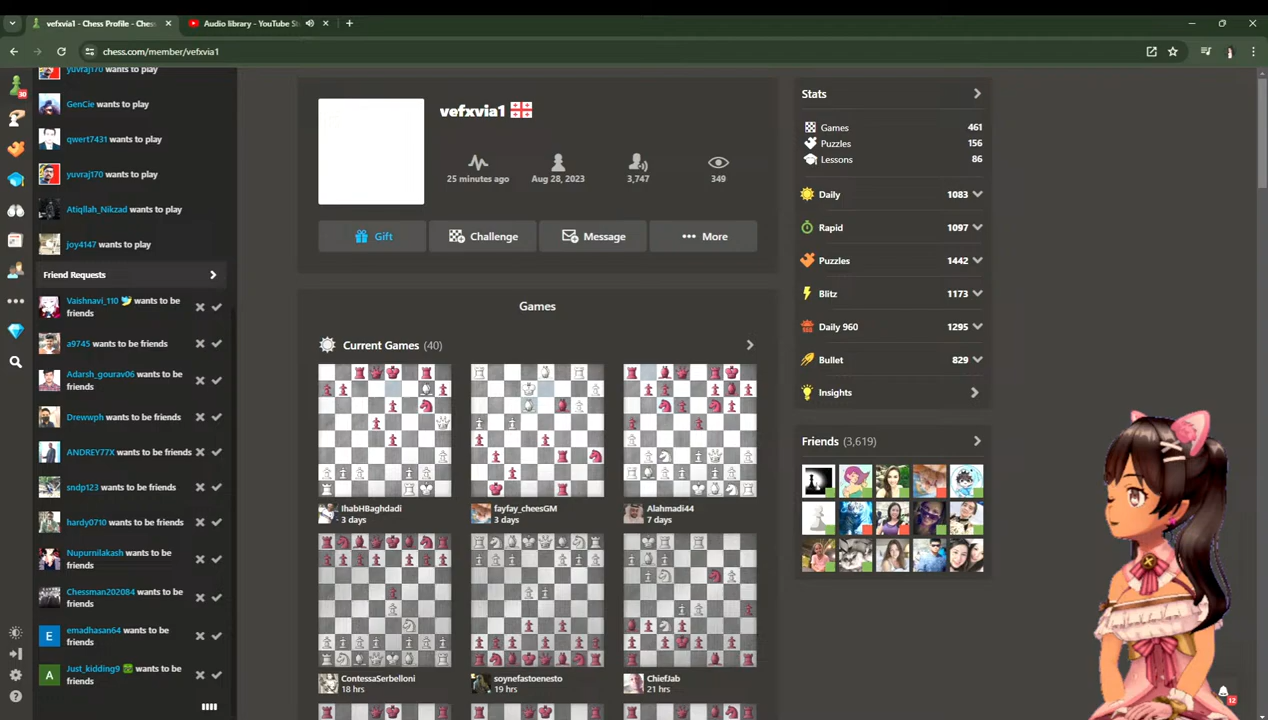 vefxvia1 - Chess Profile - Chess
Audio library - YouTube St
chess.com/member/vefxvia1
30
yuvraj170 wants to play
GenCie wants to play
qwert7431 wants to play
yuvraj170 wants to play
Atiqllah_Nikzad wants to play
joy4147 wants to play
Friend Requests
Vaishnavi_110 wants to be
friends
a9745 wants to be friends
Adarsh_gourav06 wants to be
friends
Drewwph wants to be friends
ANDREY77X wants to be friends
sndp123 wants to be friends
hardy0710 wants to be friends
Nupurnilakash wants to be
friends
Chessman202084 wants to be
friends
E
emadhasan64 wants to be
friends
A
Just_kidding9 wants to be
friends
vefxvia1
25 minutes ago
Aug 28, 2023
3,747
349
Gift
Challenge
Message
More
Games
Current Games (40)
IhabHBaghdadi
3 days
fayfay_cheesGM
3 days
Alahmadi44
7 days
ContessaSerbelloni
18 hrs
soynefastoenesto
19 hrs
ChiefJab
21 hrs
Stats
Games 461
Puzzles 156
Lessons 86
Daily 1083
Rapid 1097
Puzzles 1442
Blitz 1173
Daily 960 1295
Bullet 829
Insights
Friends (3,619)
12